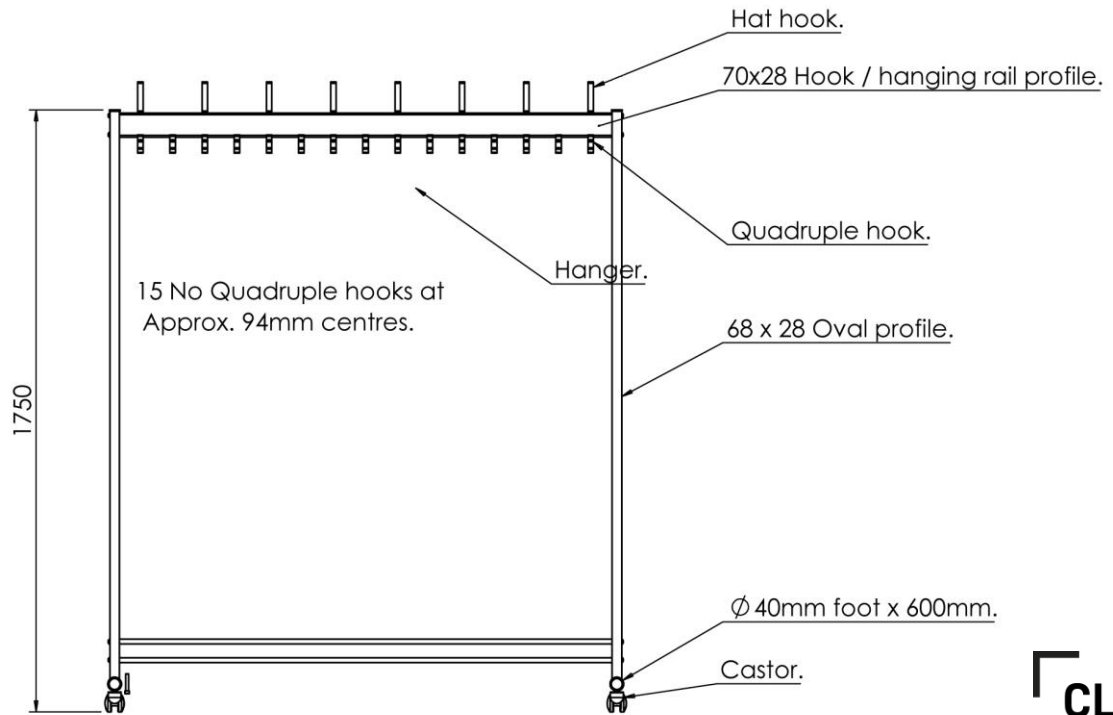 Hat hook.
70x28 Hook / hanging rail profile.
Quadruple hook.
Hanger.
15 No Quadruple hooks at
Approx. 94mm centres.
68 x 28 Oval profile.
1750
Ø 40mm foot x 600mm.
Castor.
CL